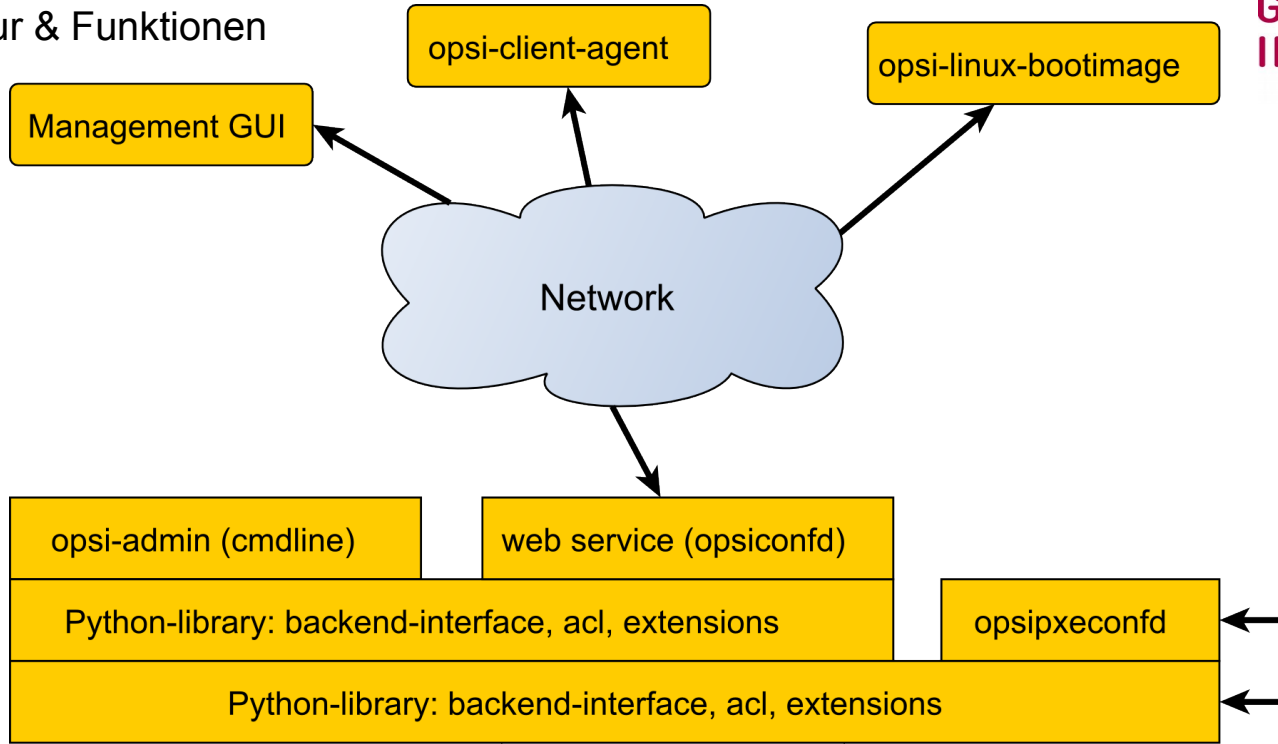 ur & Funktionen
opsi-client-agent
opsi-linux-bootimage
Management GUI
Network
opsi-admin (cmdline)
web service (opsiconfd)
Python-library: backend-interface, acl, extensions
opsipxeconfd
Python-library: backend-interface, acl, extensions